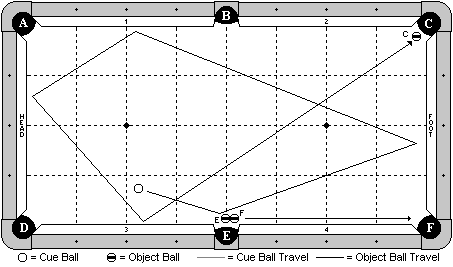 A B C
1 2
C
HEAD FOOT
E F
D E F
3 4
= Cue Ball = Object Ball = Cue Ball Travel = Object Ball Travel